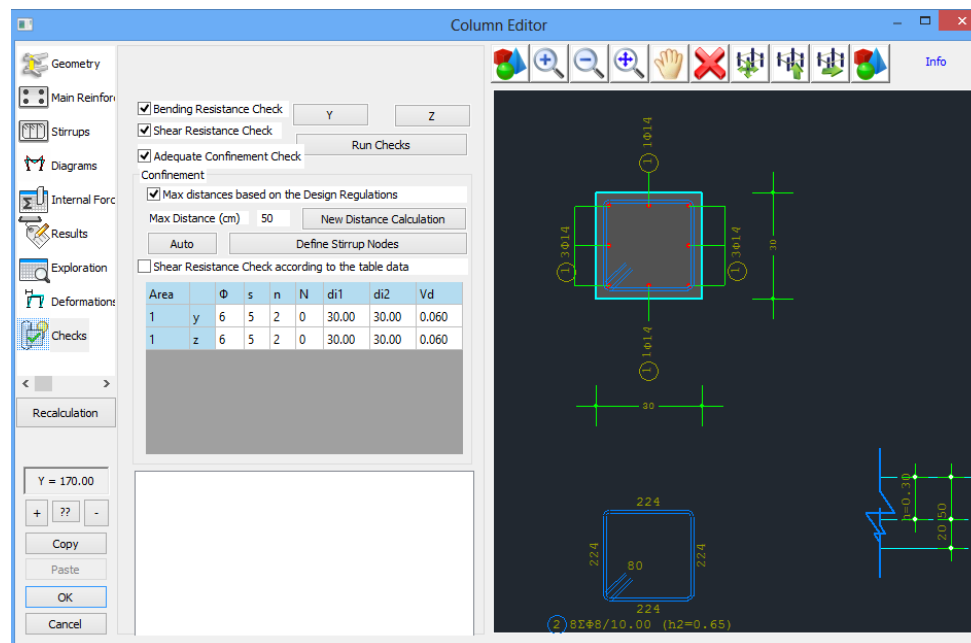 Column Editor
Geometry
Main Reinfor
Stirrups
Diagrams
Internal Forc
Results
Exploration
Deformations
Checks
< >
Recalculation
Y = 170.00
+ ?? -
Copy
Paste
OK
Cancel
Bending Resistance Check
Y Z
Shear Resistance Check
Run Checks
Adequate Confinement Check
Confinement
Max distances based on the Design Regulations
Max Distance (cm) 50 New Distance Calculation
Auto Define Stirrup Nodes
Shear Resistance Check according to the table data
Area Φ s n N di1 di2 Vd
1 y 6 5 2 0 30.00 30.00 0.060
1 z 6 5 2 0 30.00 30.00 0.060
Info
1 1Φ14
1 3Φ14
1 3Φ14
30
1 1Φ14
30
224
224
80
224
224
2 8ΣΦ8/10.00 (h2=0.65)
h=0.30
20/50